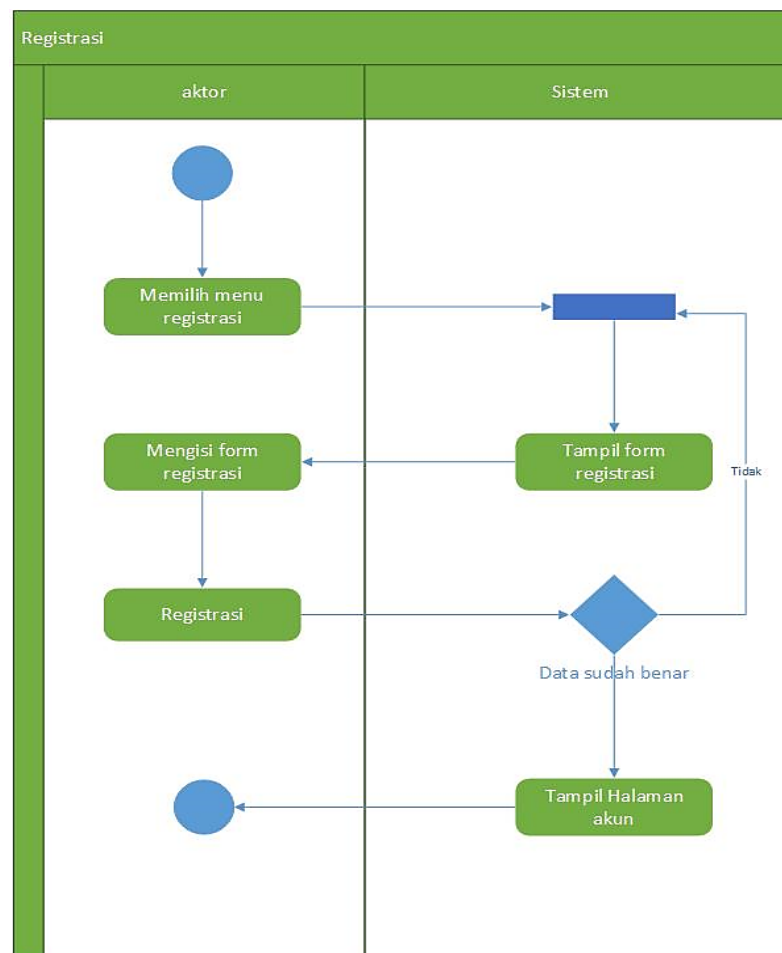 Registrasi
aktor
Sistem
Memilih menu
registrasi
Mengisi form
registrasi
Tampil form
registrasi
Tidak
Registrasi
Data sudah benar
Tampil Halaman
akun